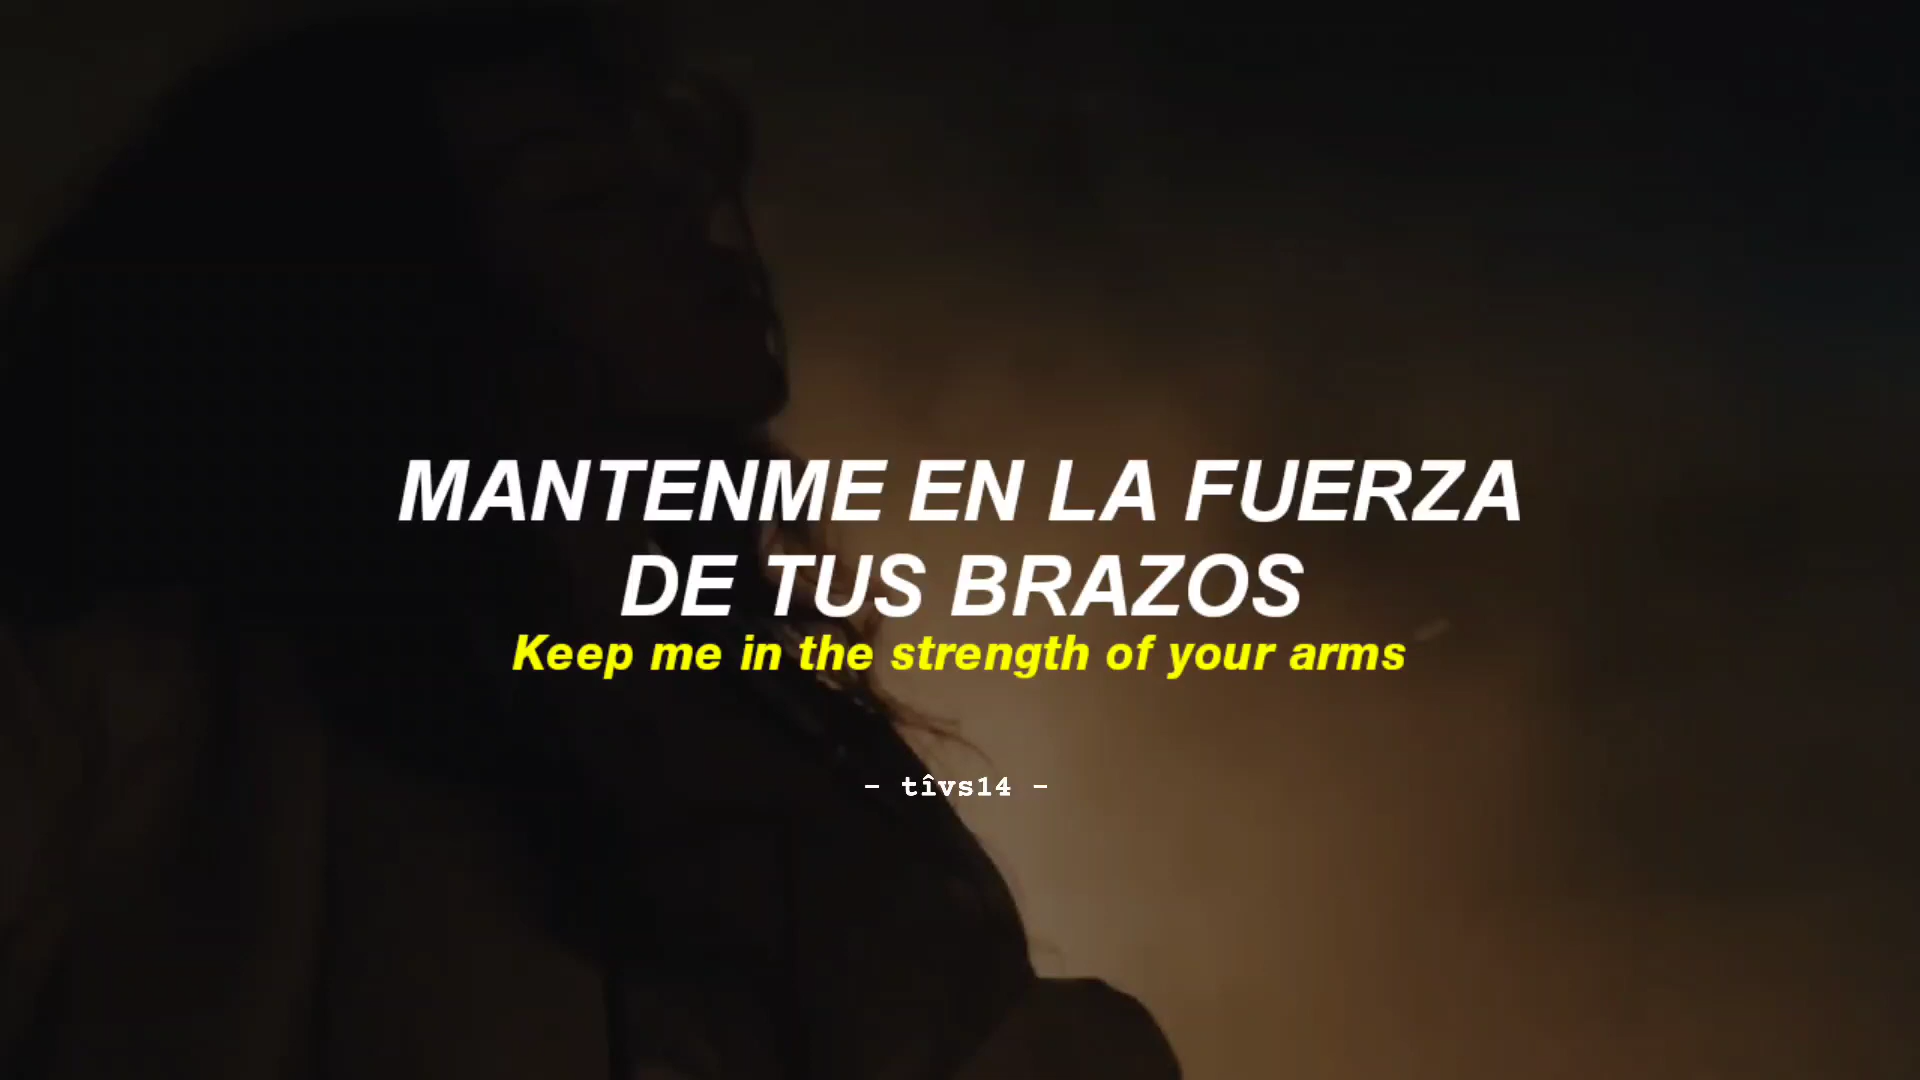 MANTENME EN LA FUERZA
DE TUS BRAZOS
Keep me in the strength of your arms
- tîvs14 -